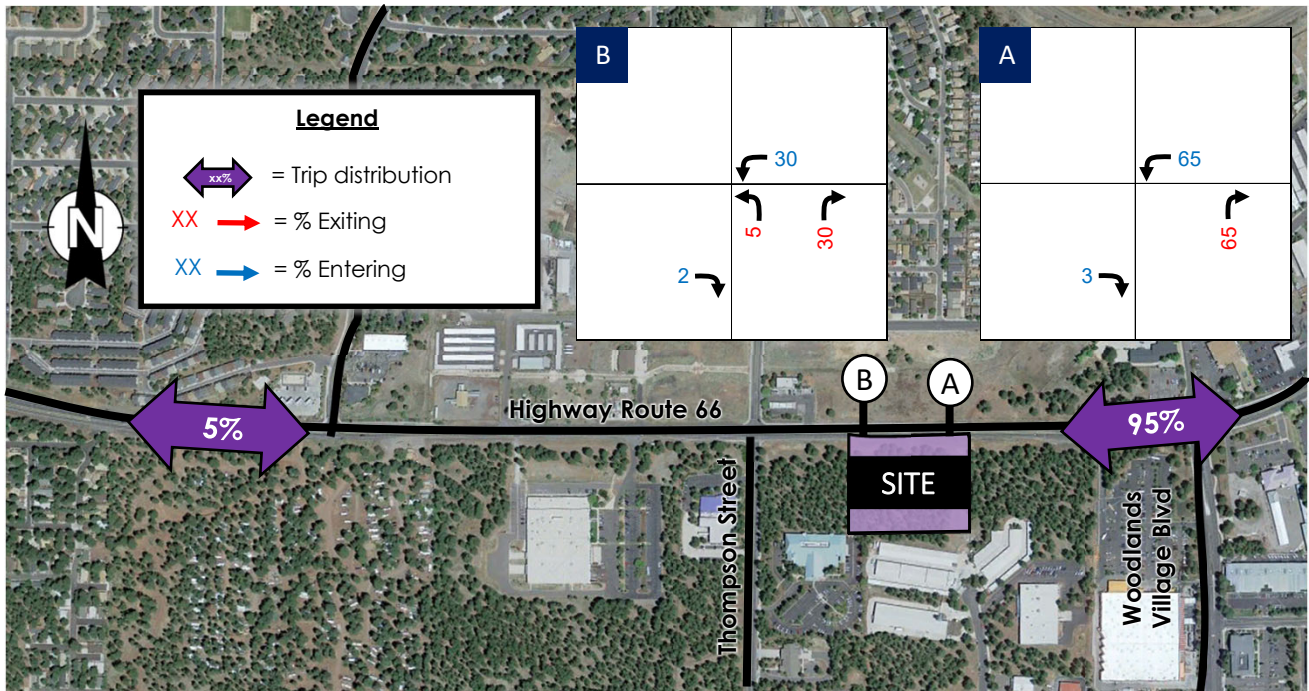 B
A
Legend
xx%
= Trip distribution
XX
= % Exiting
XX
= % Entering
N
30
5
30
2
65
65
3
B
A
Highway Route 66
5%
95%
SITE
Thompson Street
Woodlands
Village Blvd